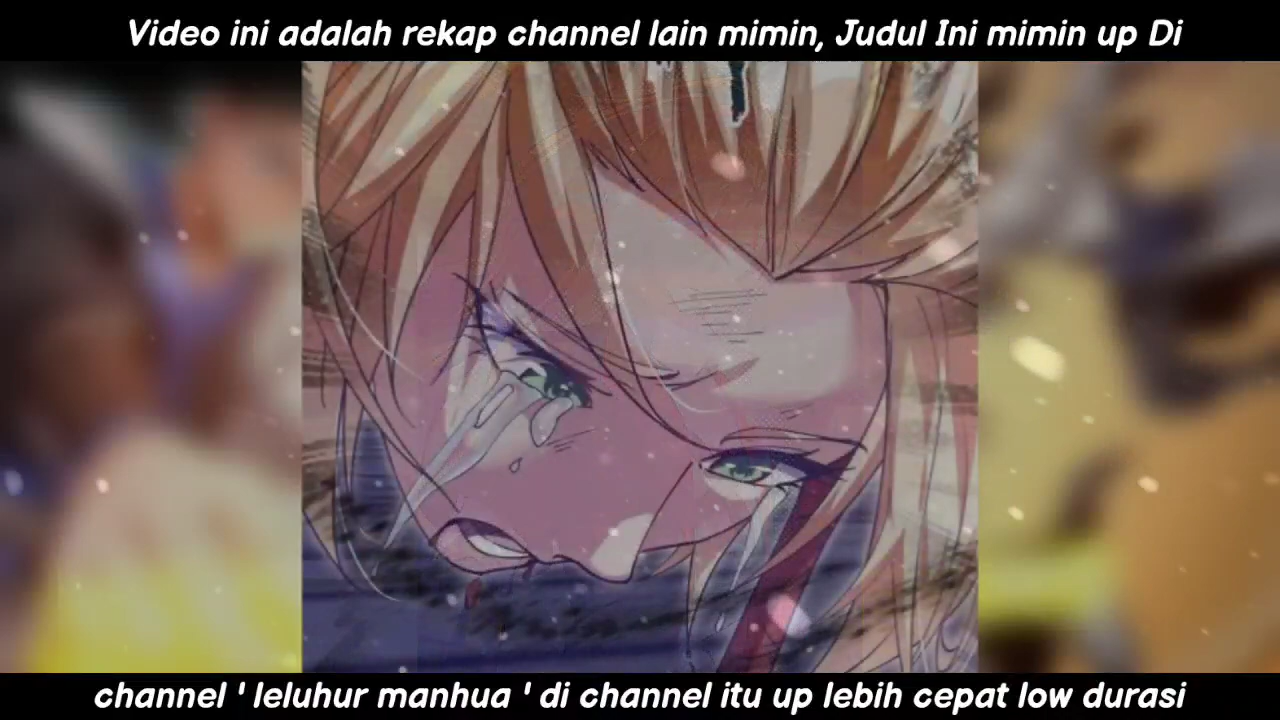 Video ini adalah rekap channel lain mimin, Judul Ini mimin up Di
channel ' leluhur manhua ' di channel itu up lebih cepat low durasi